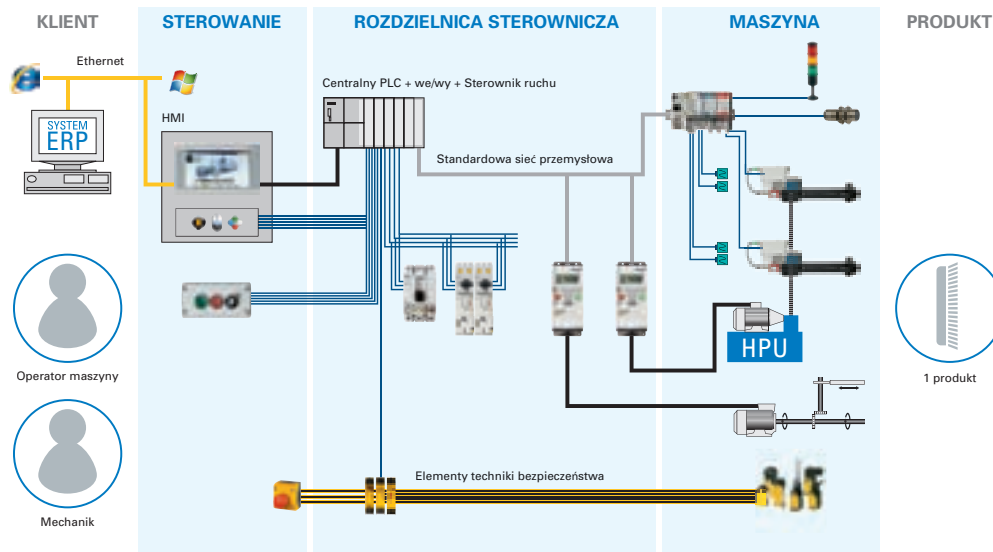 KLIENT
STEROWANIE
ROZDZIELNICA STEROWNICZA
MASZYNA
PRODUKT
Ethernet
Centralny PLC + we/wy + Sterownik ruchu
HMI
SYSTEM
ERP
Standardowa sieć przemysłowa
HPU
Operator maszyny
1 produkt
Elementy techniki bezpieczeństwa
Mechanik